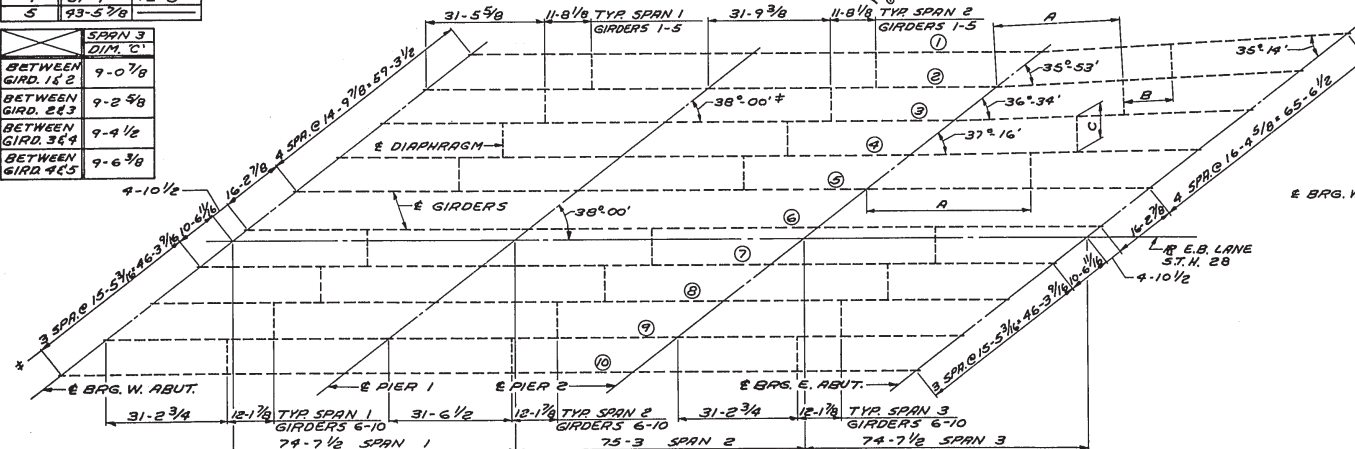 5 43-5 7/8
SPAN 3
DIM. 'C'
BETWEEN GIRD. 1&2 9-0 7/8
BETWEEN GIRD. 2&3 9-2 5/8
BETWEEN GIRD. 3&4 9-4 1/2
BETWEEN GIRD. 4&5 9-6 3/8
31-5 5/8
11-8 1/8 TYP. SPAN 1
GIRDERS 1-5
31-9 3/8
11-8 1/8 TYP. SPAN 2
GIRDERS 1-5
A
①
②
③
④
⑤
⑥
⑦
⑧
⑨
⑩
35°-14'
35°-53'
36°-34'
37°-16'
38°-00' ‡
38°-00'
B
C
A
4 SPA. @ 14-9 7/8 = 59-3 1/2
16-2 7/8
4-10 1/2
10-6 11/16
3 SPA. @ 15-5 3/16 = 46-3 9/16
‡
℄ DIAPHRAGM
℄ GIRDERS
4 SPA. @ 16-4 5/8 = 65-6 1/2
16-2 7/8
℄ BRG. W
R E.B. LANE
S.T.H. 28
4-10 1/2
10-6 11/16
3 SPA. @ 15-5 3/16 = 46-3 9/16
℄ BRG. W. ABUT.
℄ PIER 1
℄ PIER 2
℄ BRG. E. ABUT.
31-2 3/4
12-1 7/8 TYP. SPAN 1
GIRDERS 6-10
31-6 1/2
12-1 7/8 TYP. SPAN 2
GIRDERS 6-10
31-2 3/4
12-1 7/8 TYP. SPAN 3
GIRDERS 6-10
74-7 1/2 SPAN 1
75-3 SPAN 2
74-7 1/2 SPAN 3